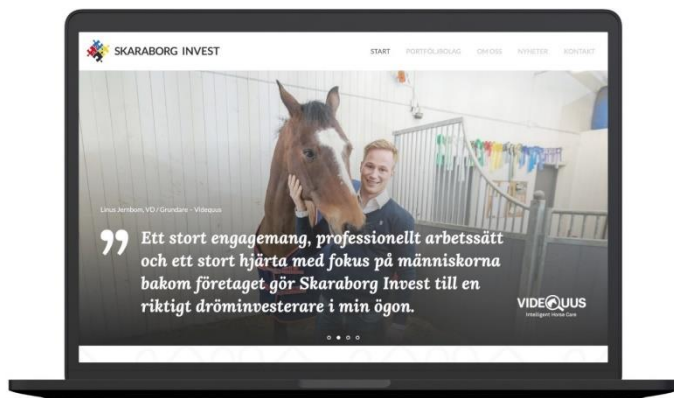 SKARABORG INVEST
START PORTFÖLJBOLAG OM OSS NYHETER KONTAKT
Linus Jernbom, VD / Grundare – Videquus
” Ett stort engagemang, professionellt arbetssätt
och ett stort hjärta med fokus på människorna
bakom företaget gör Skaraborg Invest till en
riktigt dröminvesterare i min ögon.
VIDEQUUS
Intelligent Horse Care